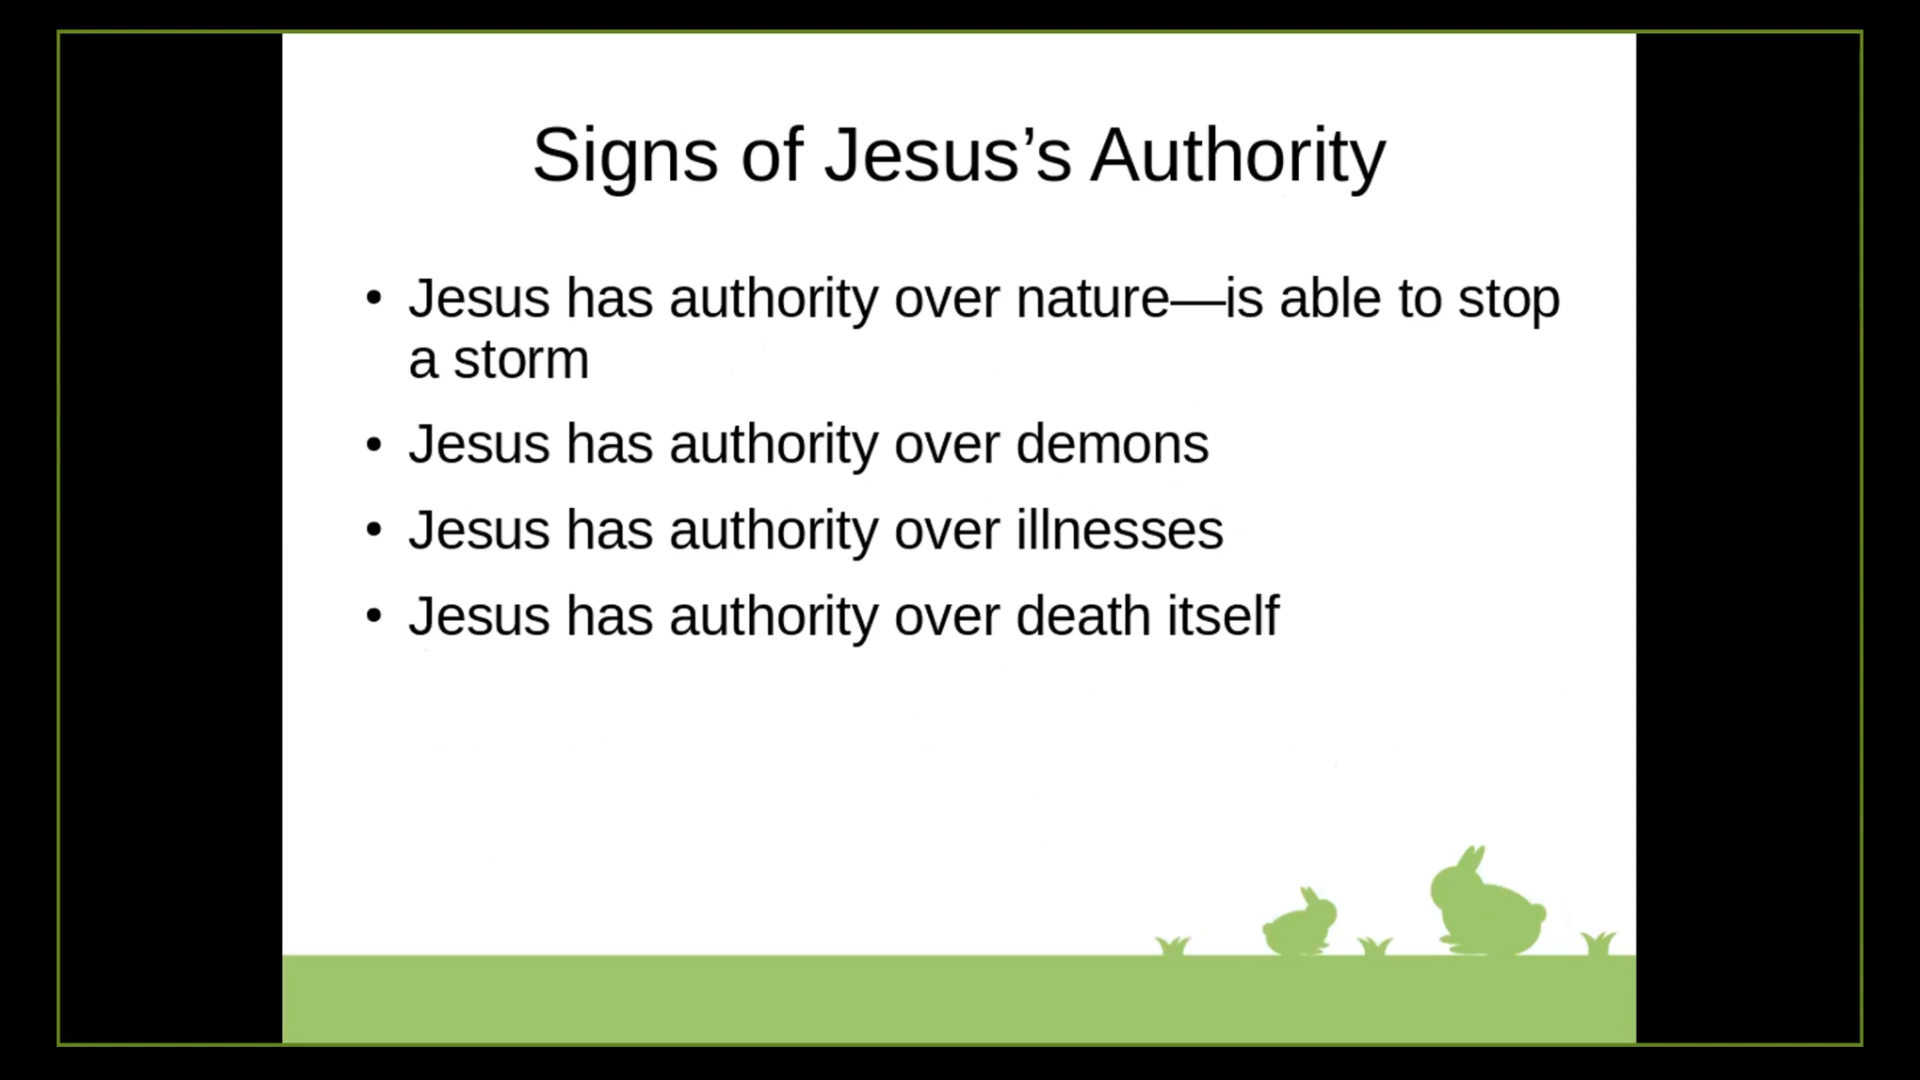 Signs of Jesus’s Authority
• Jesus has authority over nature—is able to stop
a storm
• Jesus has authority over demons
• Jesus has authority over illnesses
• Jesus has authority over death itself